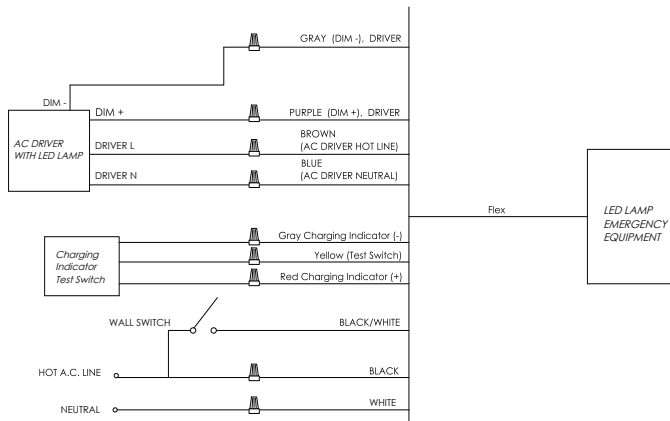 GRAY (DIM -), DRIVER
DIM -
DIM +
PURPLE (DIM +), DRIVER
AC DRIVER
WITH LED LAMP
DRIVER L
BROWN
(AC DRIVER HOT LINE)
DRIVER N
BLUE
(AC DRIVER NEUTRAL)
Flex
LED LAMP
EMERGENCY
EQUIPMENT
Charging
Indicator
Test Switch
Gray Charging Indicator (-)
Yellow (Test Switch)
Red Charging Indicator (+)
WALL SWITCH
BLACK/WHITE
HOT A.C. LINE
BLACK
NEUTRAL
WHITE